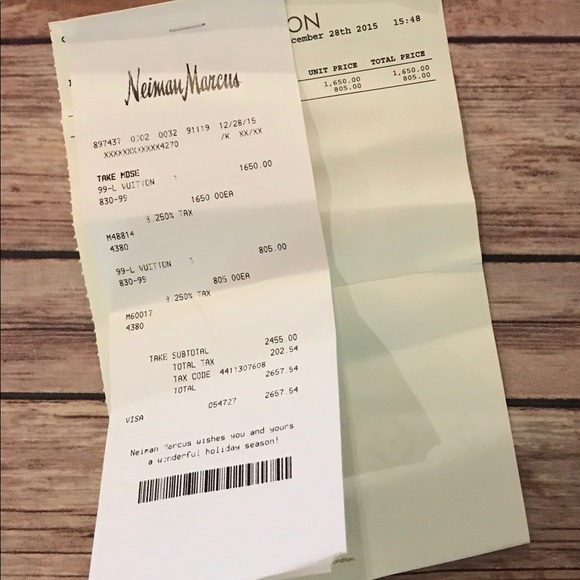 ON
cember 28th 2015 15:48
UNIT PRICE TOTAL PRICE
1,650.00 1,650.00
805.00 805.00
Neiman Marcus
897437 0002 0032 91119 12/28/15
XXXXXXXXXXXX4270 /K XX/XX
TAKE MDSE
99-L VUITTON 1 1650.00
830-99
1650 00EA
8.250% TAX
M48814
4380
99-L VUITTON 1 805.00
830-99
805 00EA
8.250% TAX
M60017
4380
TAKE SUBTOTAL 2455.00
TOTAL TAX 202.54
TAX CODE 4411307608
TOTAL 2657.54
VISA 054727 2657.54
Neiman Marcus wishes you and yours
a wonderful holiday season!